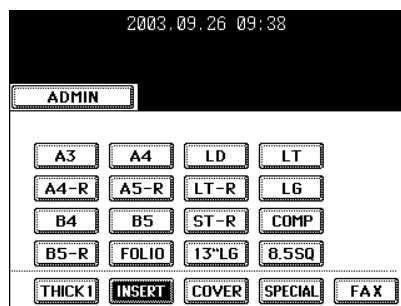 2003.09.26 09:38
ADMIN
A3 A4 LD LT
A4-R A5-R LT-R LG
B4 B5 ST-R COMP
B5-R FOLIO 13"LG 8.5SQ
THICK1 INSERT COVER SPECIAL FAX